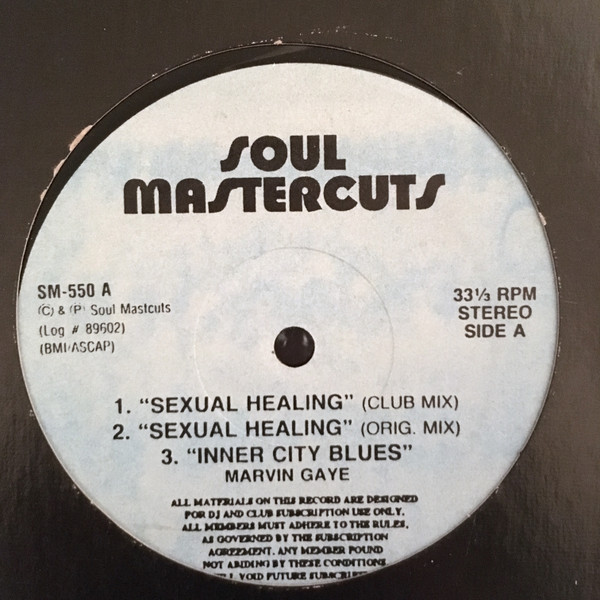 SOUL
MASTERCUTS
SM-550 A
(C) & (P) Soul Mastcuts
(Log # 89602)
(BMI/ASCAP)
33⅓ RPM
STEREO
SIDE A
1. "SEXUAL HEALING" (CLUB MIX)
2. "SEXUAL HEALING" (ORIG. MIX)
3. "INNER CITY BLUES"
MARVIN GAYE
ALL MATERIALS ON THIS RECORD ARE DESIGNED
FOR DJ AND CLUB SUBSCRIPTION USE ONLY.
ALL MEMBERS MUST ADHERE TO THE RULES,
AS GOVERNED BY THE SUBSCRIPTION
AGREEMENT. ANY MEMBER FOUND
NOT ABIDING BY THESE CONDITIONS
VOID FUTURE